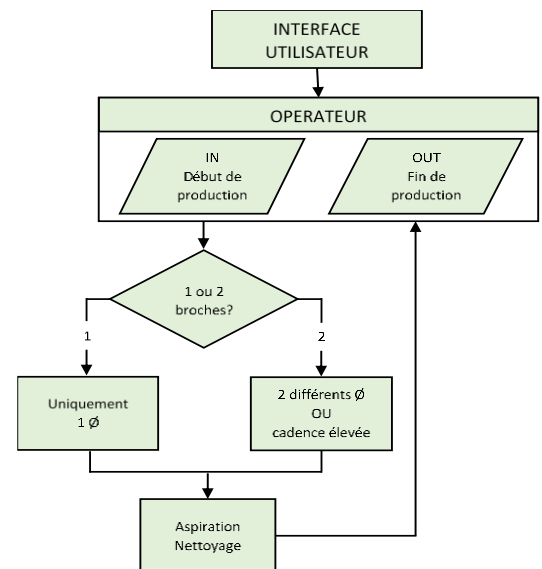 INTERFACE
UTILISATEUR
OPERATEUR
IN
Début de
production
OUT
Fin de
production
1 ou 2
broches?
1
2
Uniquement
1 Ø
2 différents Ø
OU
cadence élevée
Aspiration
Nettoyage